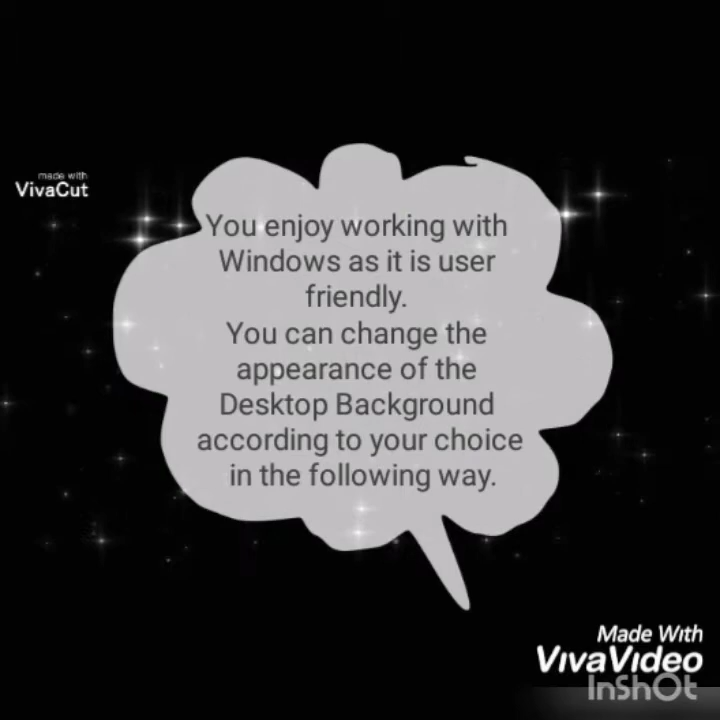 made with
VivaCut
You enjoy working with
Windows as it is user
friendly.
You can change the
appearance of the
Desktop Background
according to your choice
in the following way.
Made With
VivaVideo
InShOt